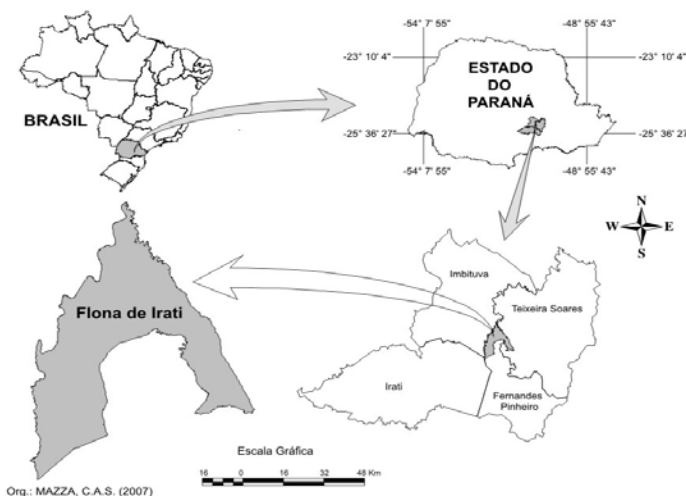 BRASIL
-54° 7' 55"
-48° 55' 43"
-23° 10' 4"
-23° 10' 4"
ESTADO
DO
PARANÁ
-25° 36' 27"
-25° 36' 27"
-54° 7' 55"
-48° 55' 43"
N
W
E
S
Flona de Irati
Imbituva
Teixeira Soares
Irati
Fernandes
Pinheiro
Escala Gráfica
16 0 16 32 48 Km
Org.: MAZZA, C.A.S. (2007)